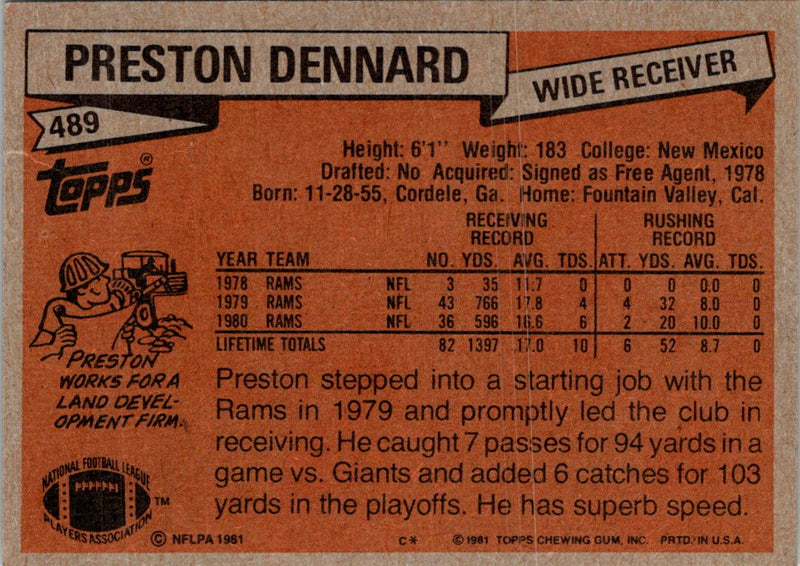 PRESTON DENNARD
WIDE RECEIVER
489
Topps®
Height: 6'1" Weight: 183 College: New Mexico
Drafted: No Acquired: Signed as Free Agent, 1978
Born: 11-28-55, Cordele, Ga. Home: Fountain Valley, Cal.
RECEIVING RECORD RUSHING RECORD
YEAR TEAM NO. YDS. AVG. TDS. ATT. YDS. AVG. TDS.
1978 RAMS NFL 3 35 11.7 0 0 0 0.0 0
1979 RAMS NFL 43 766 17.8 4 4 32 8.0 0
1980 RAMS NFL 36 596 16.6 6 2 20 10.0 0
LIFETIME TOTALS 82 1397 17.0 10 6 52 8.7 0
PRESTON
WORKS FOR A
LAND DEVEL-
OPMENT FIRM.
Preston stepped into a starting job with the
Rams in 1979 and promptly led the club in
receiving. He caught 7 passes for 94 yards in a
game vs. Giants and added 6 catches for 103
yards in the playoffs. He has superb speed.
NATIONAL FOOTBALL LEAGUE
PLAYERS ASSOCIATION
™
© NFLPA 1981 C* © 1981 TOPPS CHEWING GUM, INC. PRTD. IN U.S.A.